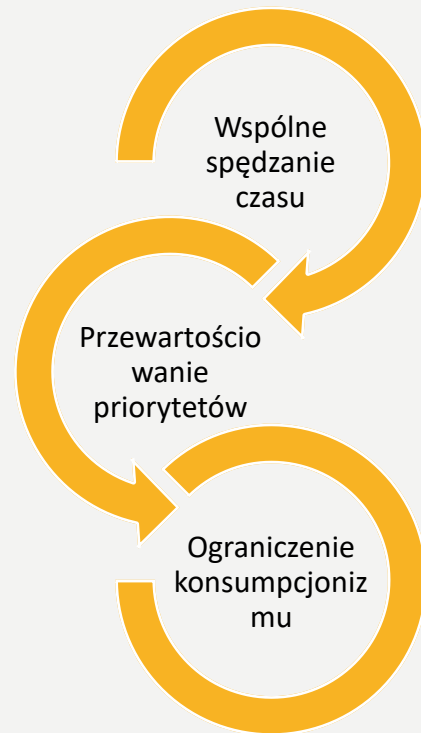 Wspólne
spędzanie
czasu
Przewartościo
wanie
priorytetów
Ograniczenie
konsumpcjoniz
mu